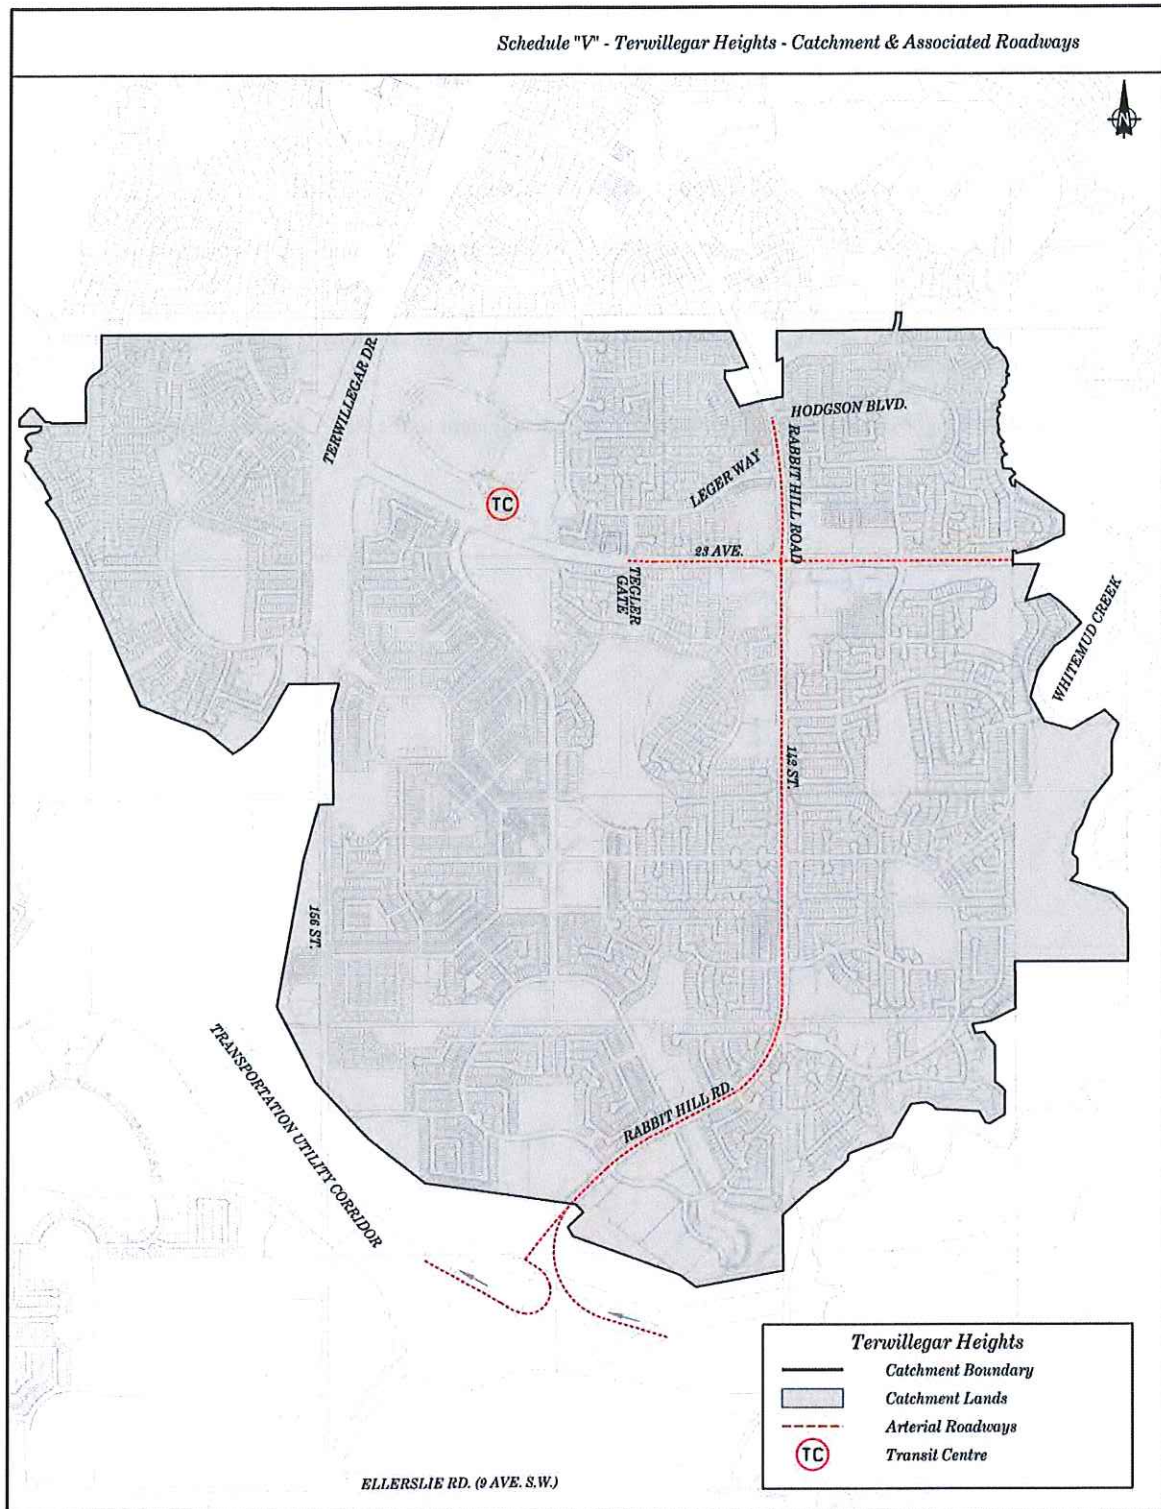 Schedule "V" - Terwillegar Heights - Catchment & Associated Roadways
N
TERWILLEGAR DR.
HODGSON BLVD.
RABBIT HILL ROAD
LEGER WAY
TC
23 AVE.
TEGLER
GATE
WHITEMUD CREEK
142 ST.
156 ST.
TRANSPORTATION UTILITY CORRIDOR
RABBIT HILL RD.
Terwillegar Heights
Catchment Boundary
Catchment Lands
Arterial Roadways
TC Transit Centre
ELLERSLIE RD. (9 AVE. S.W.)